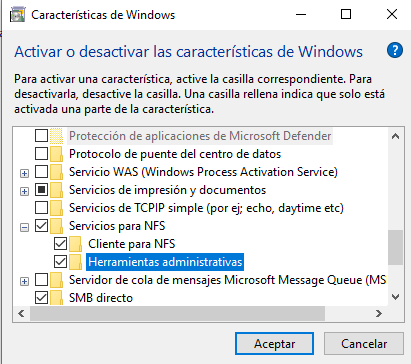 Características de Windows
Activar o desactivar las características de Windows
Para activar una característica, active la casilla correspondiente. Para
desactivarla, desactive la casilla. Una casilla rellena indica que solo está
activada una parte de la característica.
Protección de aplicaciones de Microsoft Defender
Protocolo de puente del centro de datos
Servicio WAS (Windows Process Activation Service)
Servicios de impresión y documentos
Servicios de TCPIP simple (por ej; echo, daytime etc)
Servicios para NFS
Cliente para NFS
Herramientas administrativas
Servidor de cola de mensajes Microsoft Message Queue (MS
SMB directo
Aceptar
Cancelar